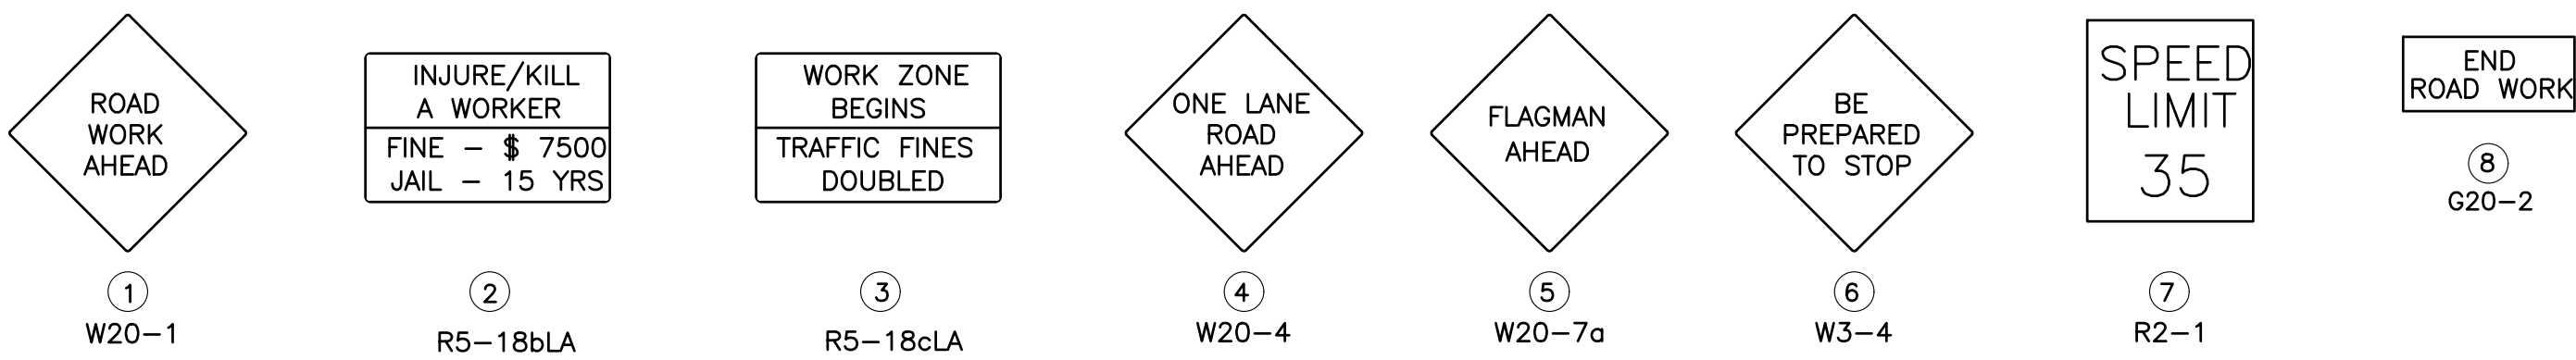 ROAD
WORK
AHEAD
1
W20-1
INJURE/KILL
A WORKER
FINE - $ 7500
JAIL - 15 YRS
2
R5-18bLA
WORK ZONE
BEGINS
TRAFFIC FINES
DOUBLED
3
R5-18cLA
ONE LANE
ROAD
AHEAD
4
W20-4
FLAGMAN
AHEAD
5
W20-7a
BE
PREPARED
TO STOP
6
W3-4
SPEED
LIMIT
35
7
R2-1
END
ROAD WORK
8
G20-2